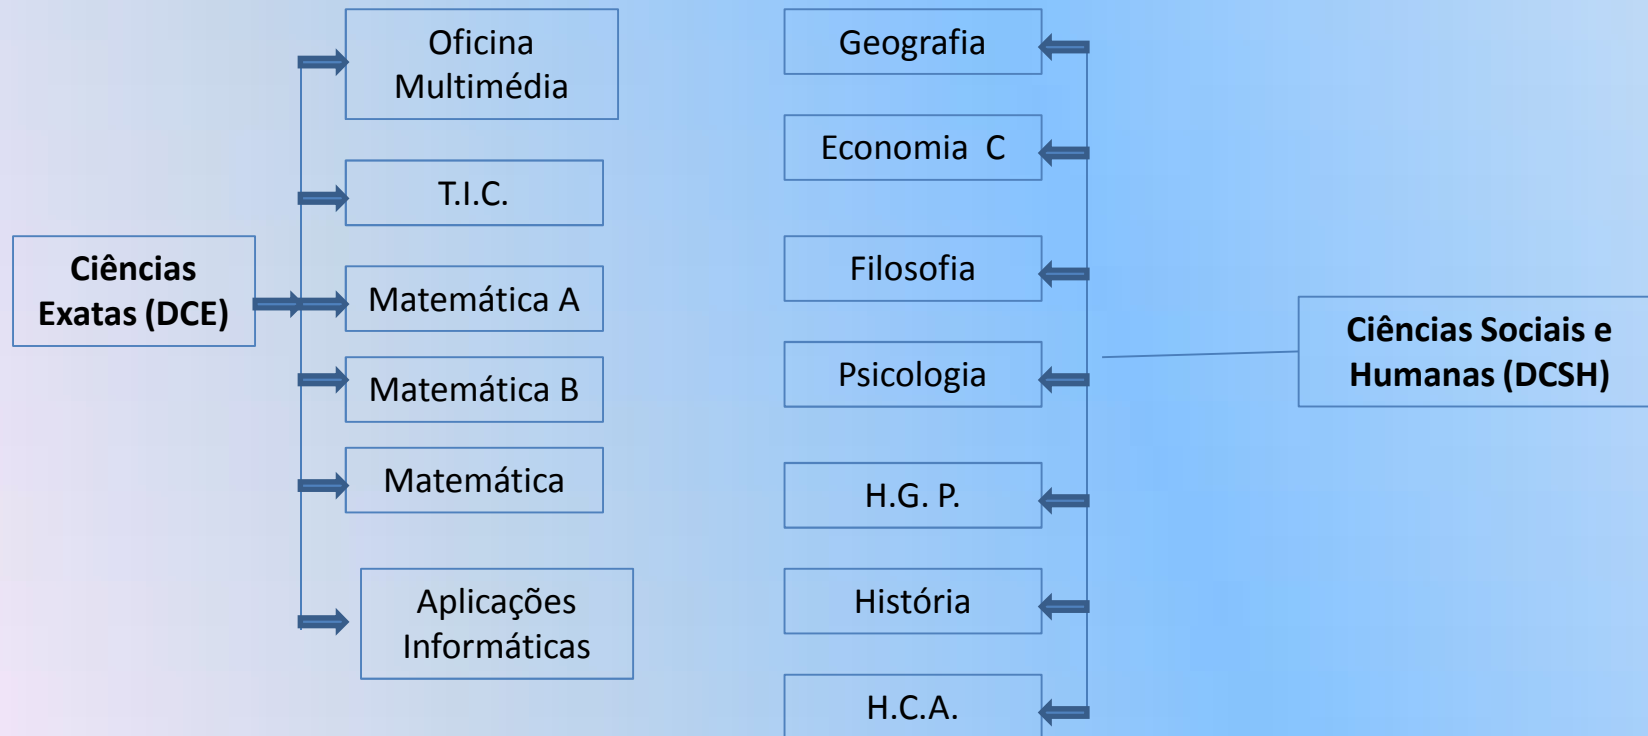 Ciências
Exatas (DCE)
Oficina
Multimédia
T.I.C.
Matemática A
Matemática B
Matemática
Aplicações
Informáticas
Geografia
Economia C
Filosofia
Psicologia
H.G. P.
História
H.C.A.
Ciências Sociais e
Humanas (DCSH)